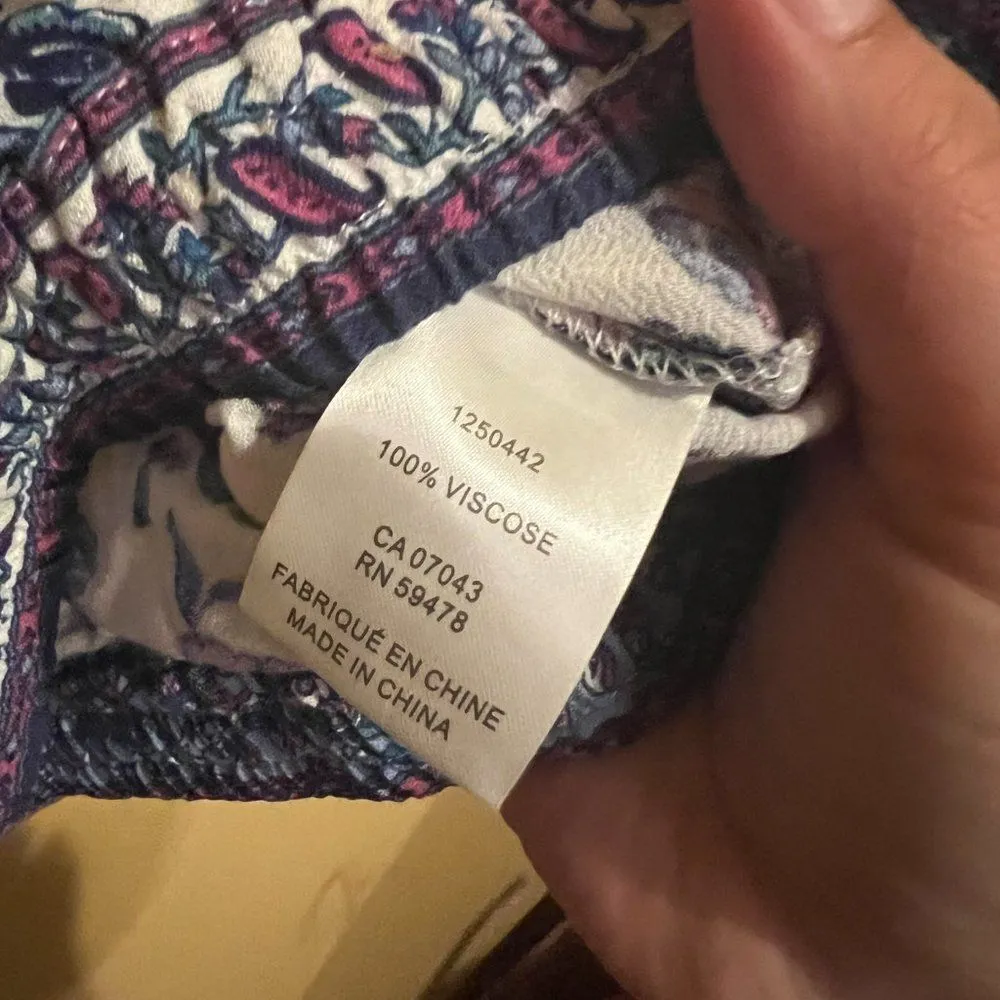 1250442
100% VISCOSE
CA 07043
RN 59478
FABRIQUÉ EN CHINE
MADE IN CHINA